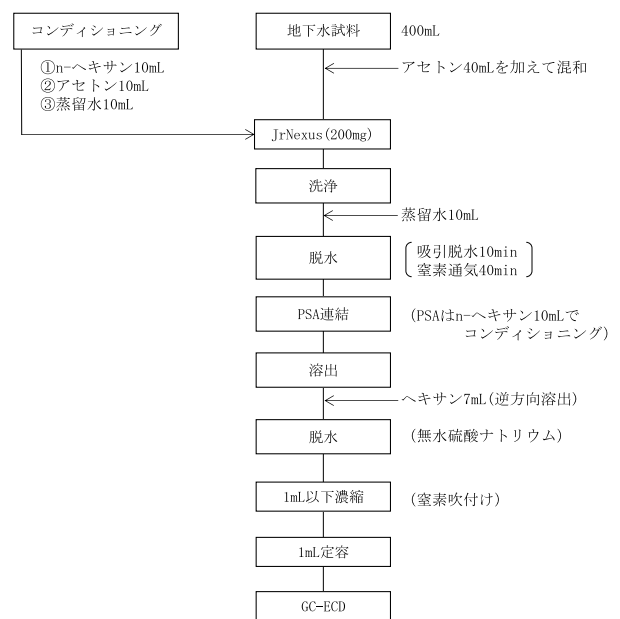 コンディショニング
①n-ヘキサン10mL
②アセトン10mL
③蒸留水10mL
地下水試料
400mL
アセトン40mLを加えて混和
JrNexus(200mg)
洗浄
蒸留水10mL
脱水
吸引脱水10min
窒素通気40min
PSA連結
(PSAはn-ヘキサン10mLで
コンディショニング)
溶出
ヘキサン7mL(逆方向溶出)
脱水
(無水硫酸ナトリウム)
1mL以下濃縮
(窒素吹付け)
1mL定容
GC-ECD